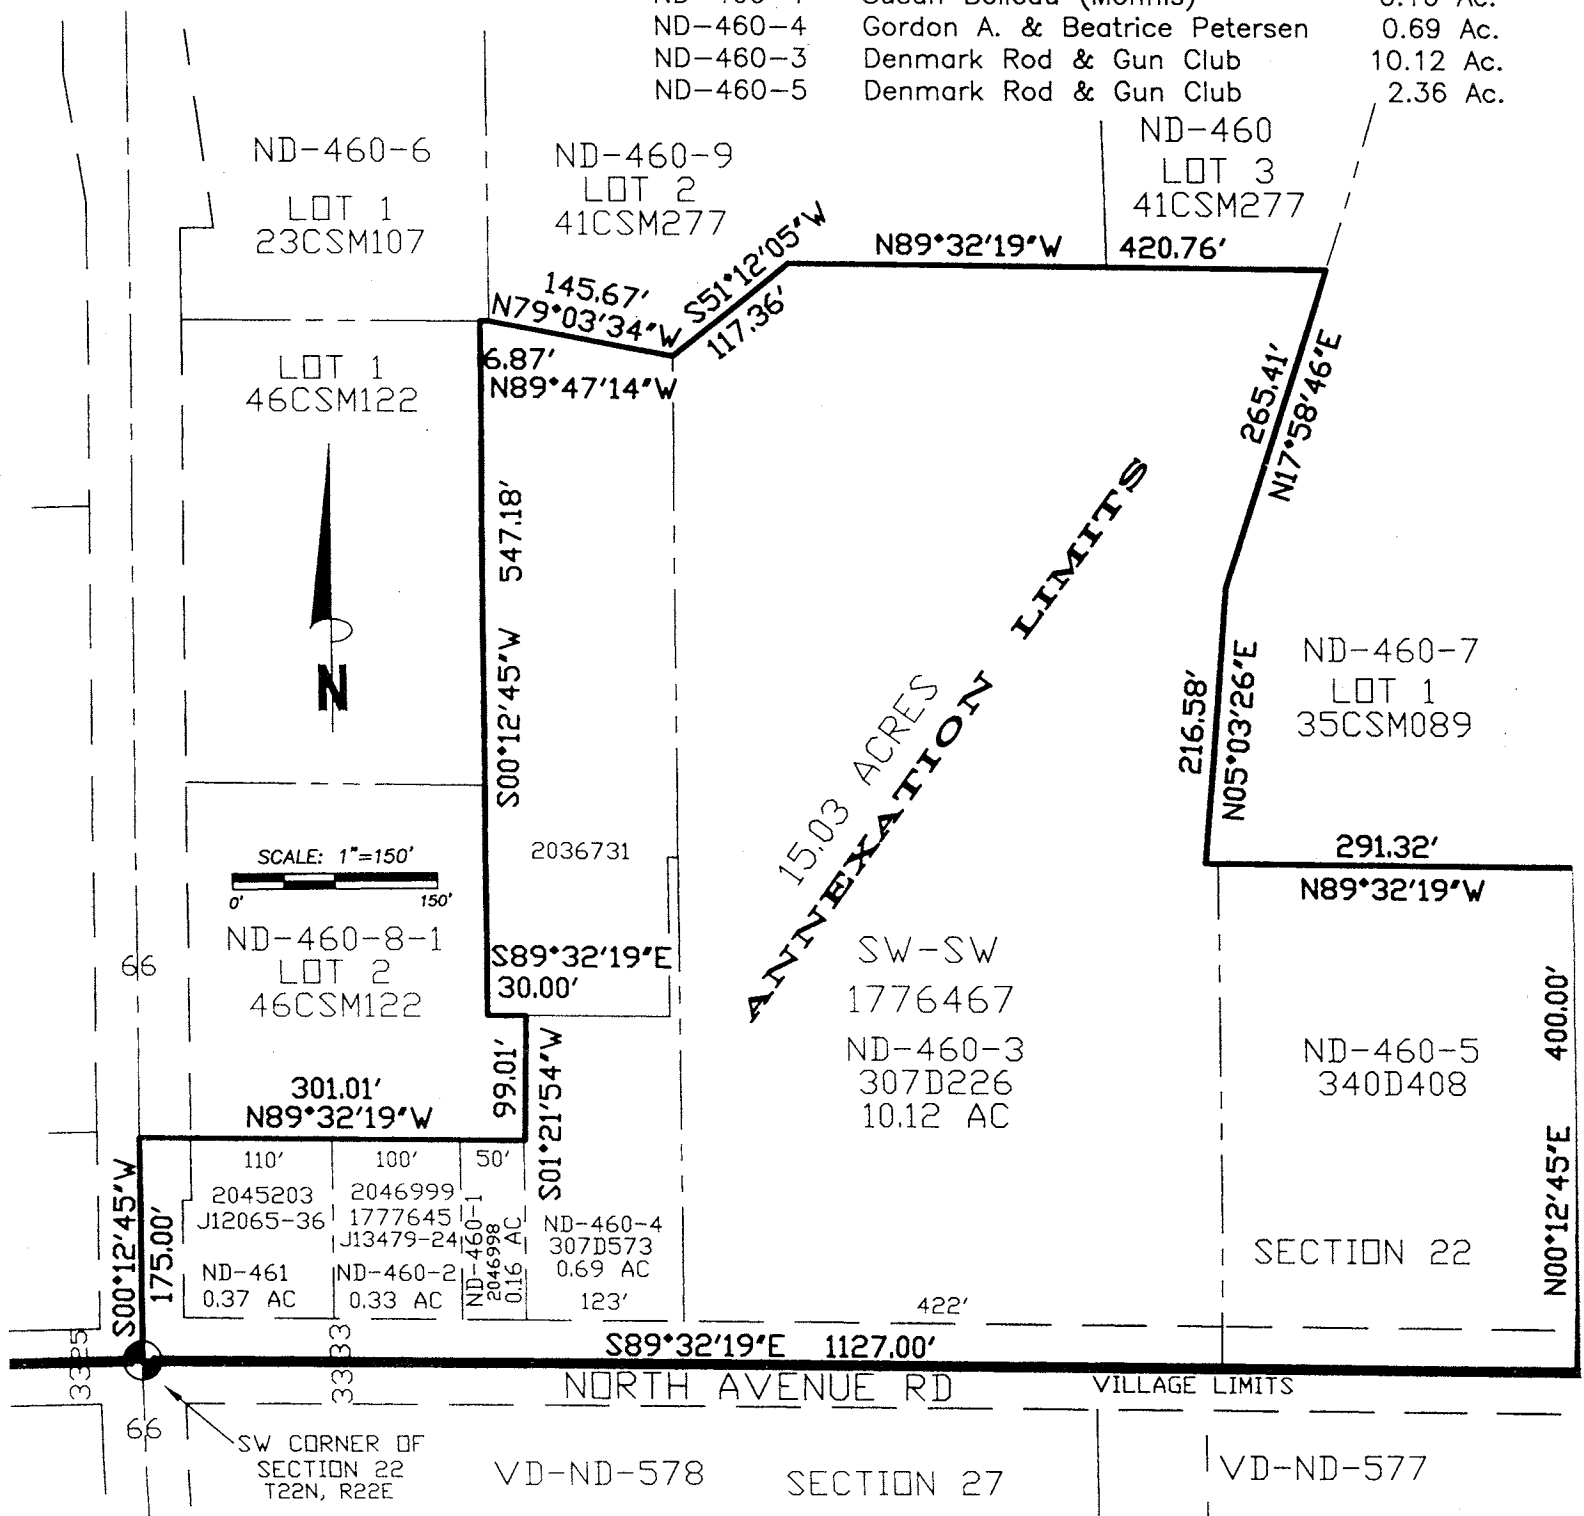 ND-460-4 Gordon A. & Beatrice Petersen 0.69 Ac.
ND-460-3 Denmark Rod & Gun Club 10.12 Ac.
ND-460-5 Denmark Rod & Gun Club 2.36 Ac.
ND-460-6
LOT 1
23CSM107
ND-460-9
LOT 2
41CSM277
ND-460
LOT 3
41CSM277
N89°32'19"W 420.76'
S51°12'05"W
117.36'
145.67'
N79°03'34"W
6.87'
N89°47'14"W
LOT 1
46CSM122
265.41'
N17°58'46"E
547.18'
S00°12'45"W
N
ANNEXATION LIMITS
15.03 ACRES
216.58'
N05°03'26"E
ND-460-7
LOT 1
35CSM089
SCALE: 1"=150'
0' 150'
2036731
291.32'
N89°32'19"W
ND-460-8-1
LOT 2
46CSM122
66
S89°32'19"E
30.00'
SW-SW
1776467
ND-460-3
307D226
10.12 AC
ND-460-5
340D408
400.00'
N00°12'45"E
301.01'
N89°32'19"W
99.01'
S01°21'54"W
S00°12'45"W
175.00'
110'
2045203
J12065-36
ND-461
0.37 AC
100'
2046999
1777645
J13479-24
ND-460-2
0.33 AC
50'
ND-460-1
2046998
0.16 AC
ND-460-4
307D573
0.69 AC
123'
422'
SECTION 22
3325
3333
S89°32'19"E 1127.00'
NORTH AVENUE RD
VILLAGE LIMITS
66
SW CORNER OF
SECTION 22
T22N, R22E
VD-ND-578
SECTION 27
VD-ND-577